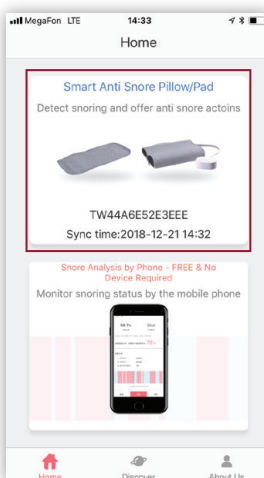 MegaFon LTE 14:33
Home
Smart Anti Snore Pillow/Pad
Detect snoring and offer anti snore actoins
TW44A6E52E3EEE
Sync time:2018-12-21 14:32
Snore Analysis by Phone - FREE & No
Device Required
Monitor snoring status by the mobile phone
Home Discover About Us